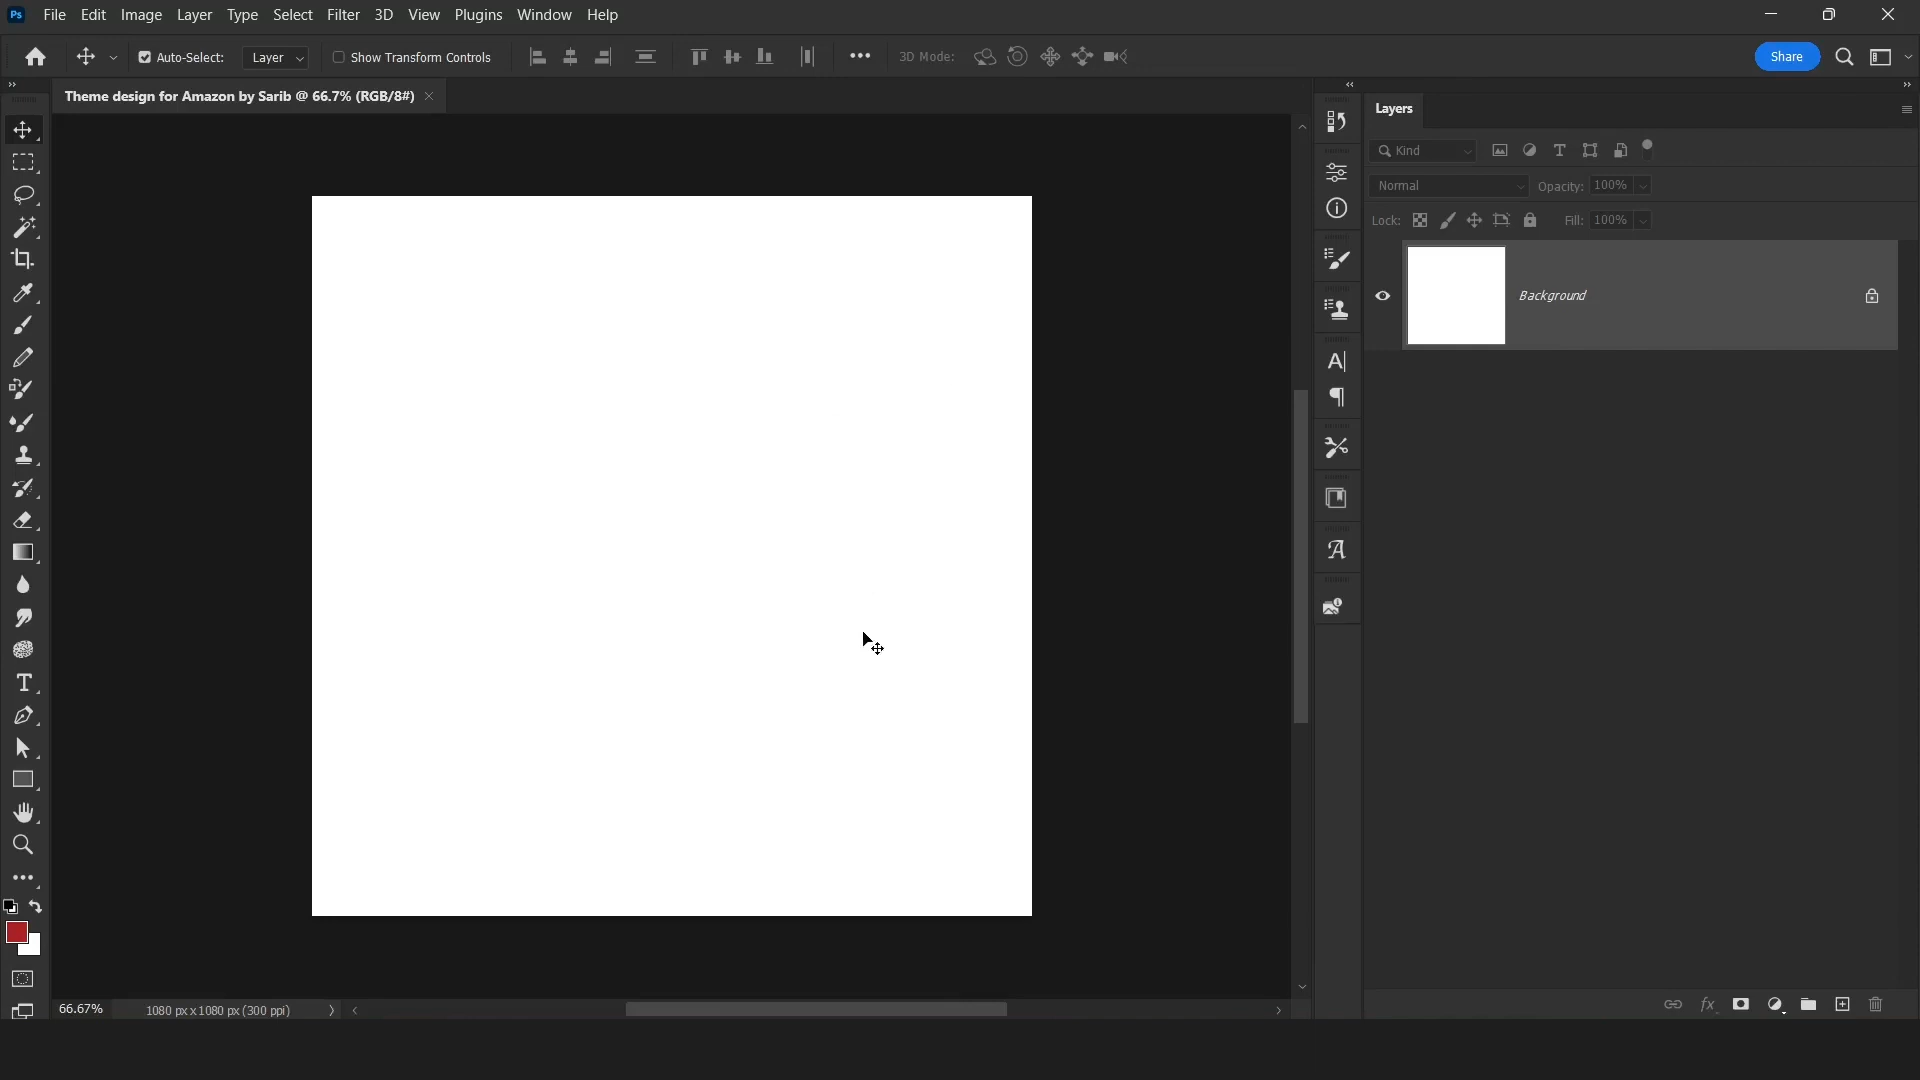 Ps File Edit Image Layer Type Select Filter 3D View Plugins Window Help
Auto-Select: Layer Show Transform Controls 3D Mode: Share
Theme design for Amazon by Sarib @ 66.7% (RGB/8#)
Layers
Kind
Normal Opacity: 100%
Lock: Fill: 100%
Background
66.67% 1080 px x 1080 px (300 ppi)